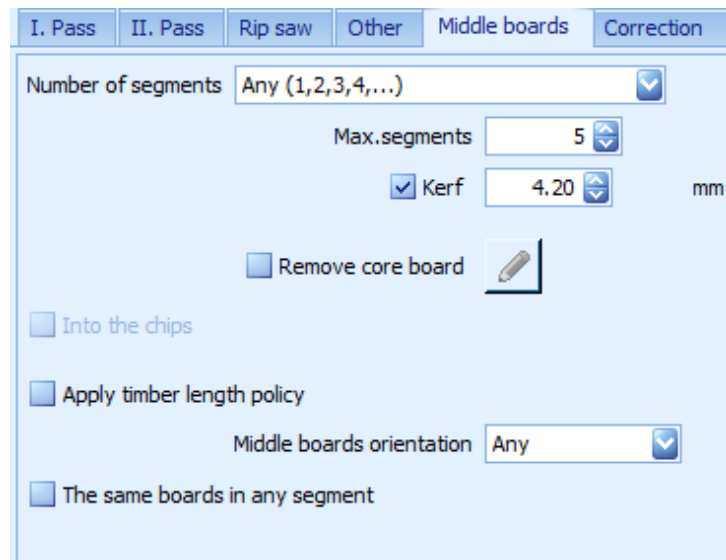 I. Pass II. Pass Rip saw Other Middle boards Correction
Number of segments Any (1,2,3,4,...)
Max.segments 5
Kerf 4.20 mm
Remove core board
Into the chips
Apply timber length policy
Middle boards orientation Any
The same boards in any segment